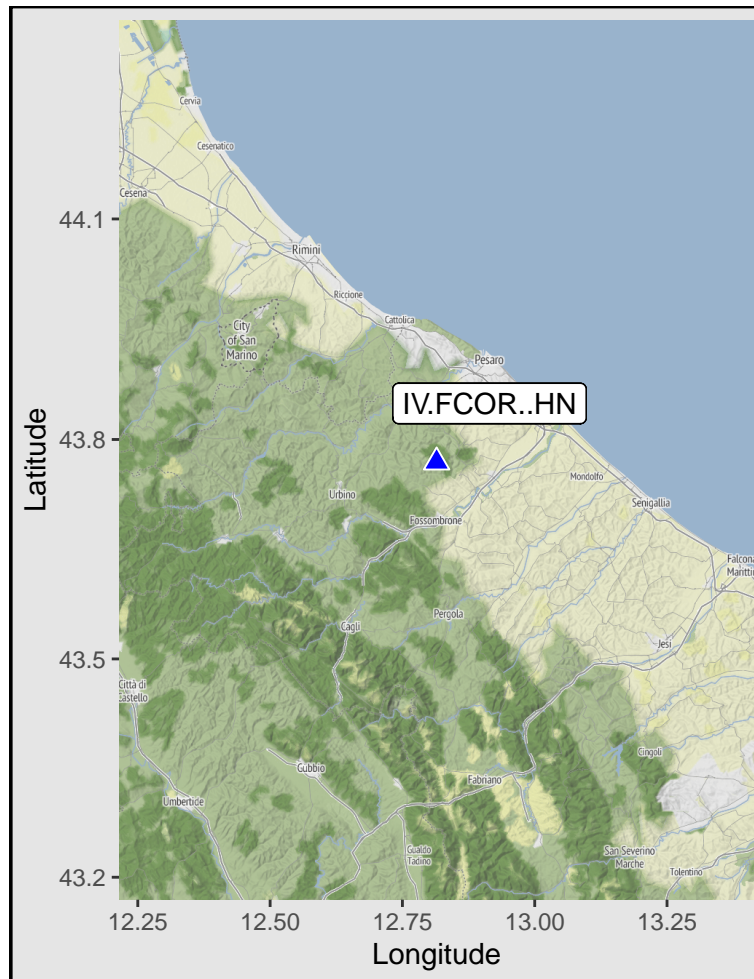 Cervia
Cesenatico
Cesena
44.1
Rimini
Riccione
Cattolica
City
of San
Marino
Pesaro
IV.FCOR..HN
43.8
Latitude
Mondolfo
Urbino
Senigallia
Fossombrone
Falcona
Marittim
Pergola
Cagli
Jesi
43.5
Città di
Castello
Cingoli
Gubbio
Fabriano
Umbertide
Gualdo
Tadino
San Severino
Marche
Tolentino
43.2
12.25
12.50
12.75
13.00
13.25
Longitude